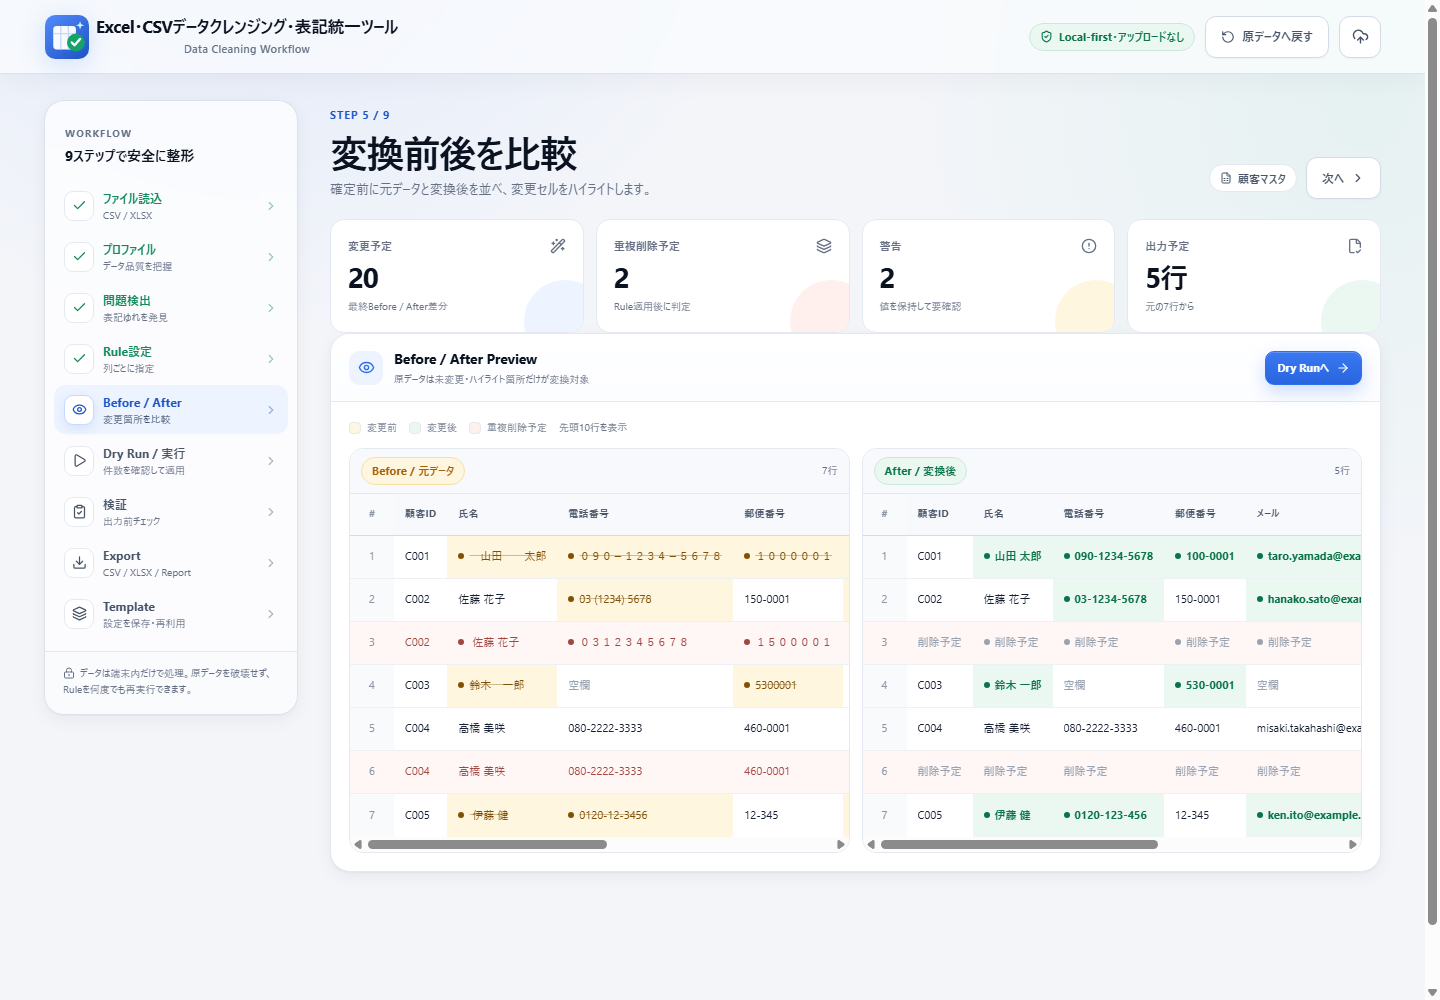 Excel・CSVデータクレンジング・表記統一ツール
Data Cleaning Workflow
Local-first・アップロードなし
原データへ戻す
WORKFLOW
9ステップで安全に整形
ファイル読込
CSV / XLSX
プロファイル
データ品質を把握
問題検出
表記ゆれを発見
Rule設定
列ごとに指定
Before / After
変更箇所を比較
Dry Run / 実行
件数を確認して適用
検証
出力前チェック
Export
CSV / XLSX / Report
Template
設定を保存・再利用
データは端末内だけで処理。原データを破壊せず、
Ruleを何度でも再実行できます。
STEP 5 / 9
変換前後を比較
確定前に元データと変換後を並べ、変更セルをハイライトします。
顧客マスタ
次へ
変更予定
20
最終Before / After差分
重複削除予定
2
Rule適用後に判定
警告
2
値を保持して要確認
出力予定
5行
元の7行から
Before / After Preview
原データは未変更・ハイライト箇所だけが変換対象
Dry Runへ
変更前 変更後 重複削除予定 先頭10行を表示
Before / 元データ 7行
# 顧客ID 氏名 電話番号 郵便番号
1 C001 山田　　太郎 ０９０－１２３４－５６７８ １０００００１
2 C002 佐藤 花子 03 (1234) 5678 150-0001
3 C002 佐藤 花子 ０３１２３４５６７８ １５００００１
4 C003 鈴木　一郎 空欄 5300001
5 C004 高橋 美咲 080-2222-3333 460-0001
6 C004 高橋 美咲 080-2222-3333 460-0001
7 C005 伊藤 健 0120-12-3456 12-345
After / 変換後 5行
# 顧客ID 氏名 電話番号 郵便番号 メール
1 C001 山田 太郎 090-1234-5678 100-0001 taro.yamada@exa
2 C002 佐藤 花子 03-1234-5678 150-0001 hanako.sato@exa
3 削除予定 削除予定 削除予定 削除予定 削除予定
4 C003 鈴木 一郎 空欄 530-0001 空欄
5 C004 高橋 美咲 080-2222-3333 460-0001 misaki.takahashi@exa
6 削除予定 削除予定 削除予定 削除予定 削除予定
7 C005 伊藤 健 0120-123-456 12-345 ken.ito@example.